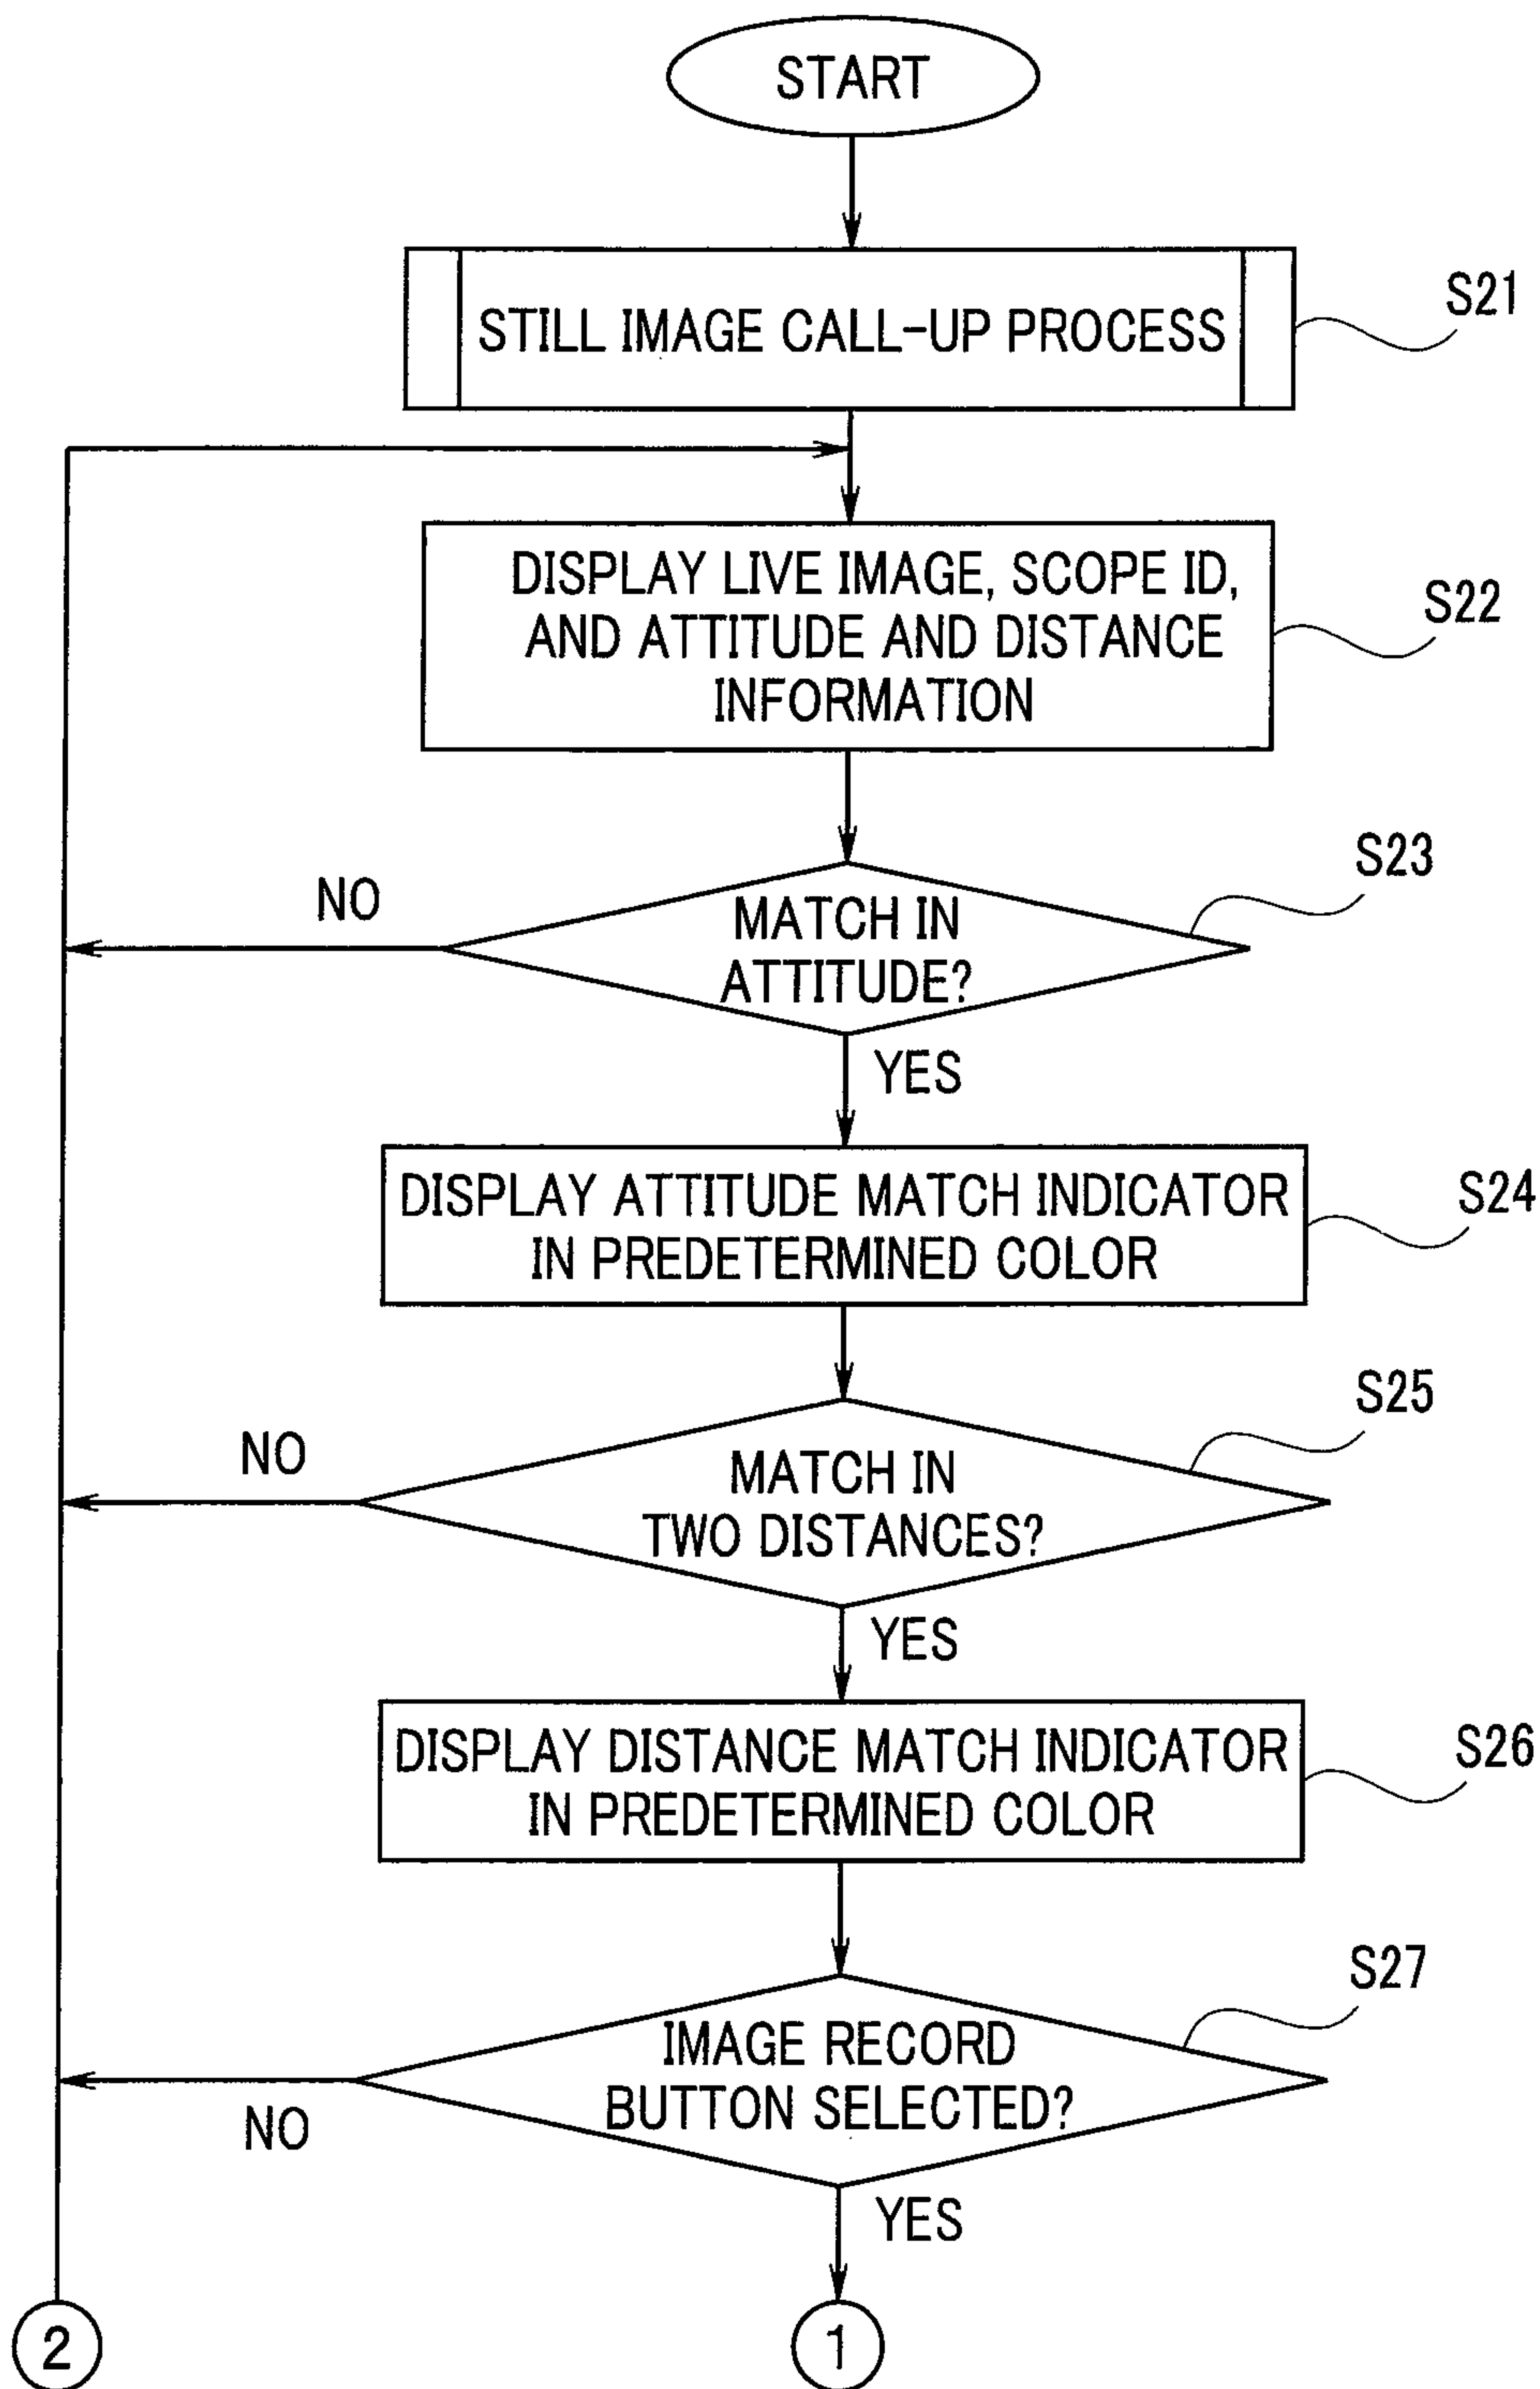 START
STILL IMAGE CALL-UP PROCESS
S21
DISPLAY LIVE IMAGE, SCOPE ID,
AND ATTITUDE AND DISTANCE
INFORMATION
S22
MATCH IN
ATTITUDE?
S23
NO
YES
DISPLAY ATTITUDE MATCH INDICATOR
IN PREDETERMINED COLOR
S24
MATCH IN
TWO DISTANCES?
S25
NO
YES
DISPLAY DISTANCE MATCH INDICATOR
IN PREDETERMINED COLOR
S26
IMAGE RECORD
BUTTON SELECTED?
S27
NO
YES
2
1